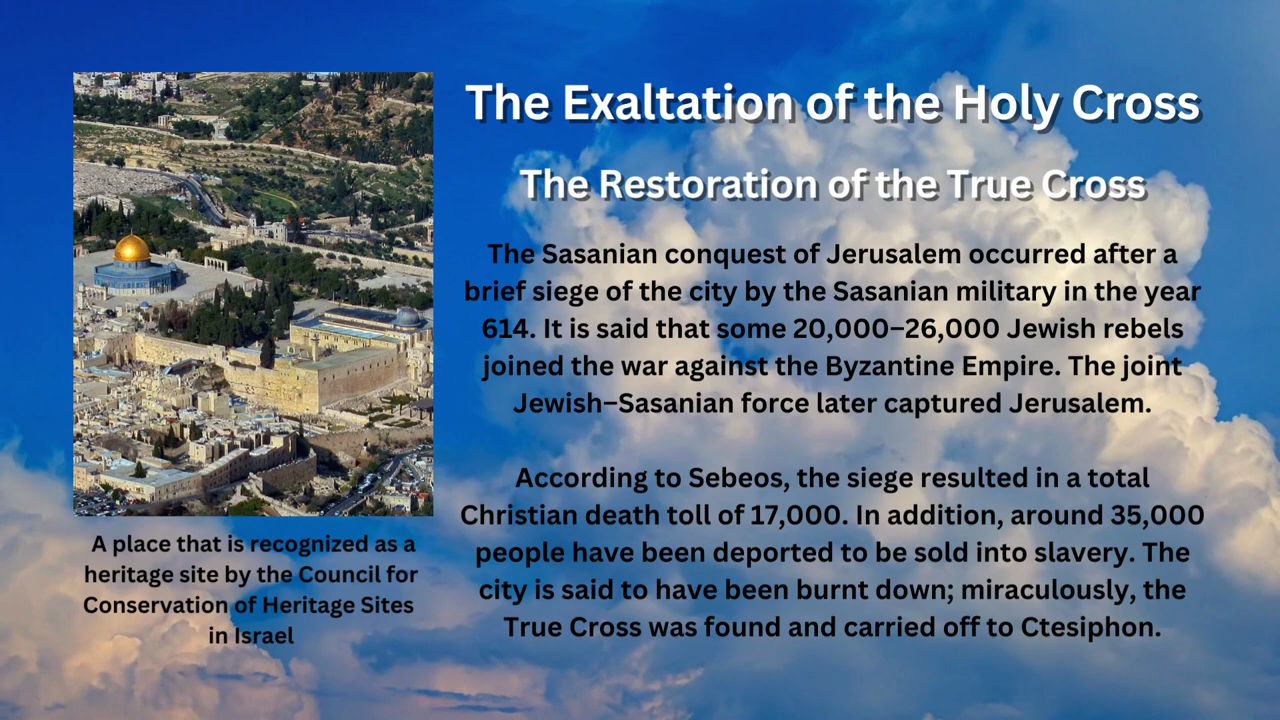 The Exaltation of the Holy Cross
The Restoration of the True Cross
The Sasanian conquest of Jerusalem occurred after a
brief siege of the city by the Sasanian military in the year
614. It is said that some 20,000–26,000 Jewish rebels
joined the war against the Byzantine Empire. The joint
Jewish–Sasanian force later captured Jerusalem.
According to Sebeos, the siege resulted in a total
Christian death toll of 17,000. In addition, around 35,000
people have been deported to be sold into slavery. The
city is said to have been burnt down; miraculously, the
True Cross was found and carried off to Ctesiphon.
A place that is recognized as a
heritage site by the Council for
Conservation of Heritage Sites
in Israel